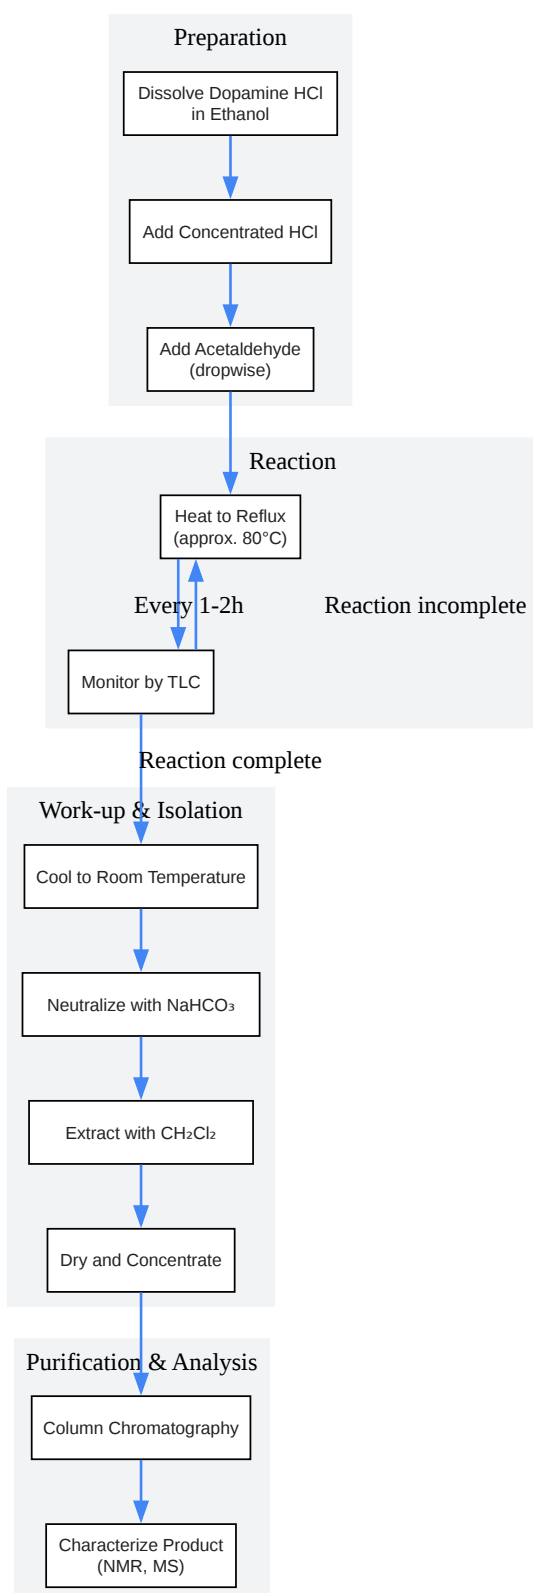 Preparation
Dissolve Dopamine HCl
in Ethanol
Add Concentrated HCl
Add Acetaldehyde
(dropwise)
Reaction
Heat to Reflux
(approx. 80°C)
Every 1-2h
Reaction incomplete
Monitor by TLC
Reaction complete
Work-up & Isolation
Cool to Room Temperature
Neutralize with NaHCO₃
Extract with CH₂Cl₂
Dry and Concentrate
Purification & Analysis
Column Chromatography
Characterize Product
(NMR, MS)